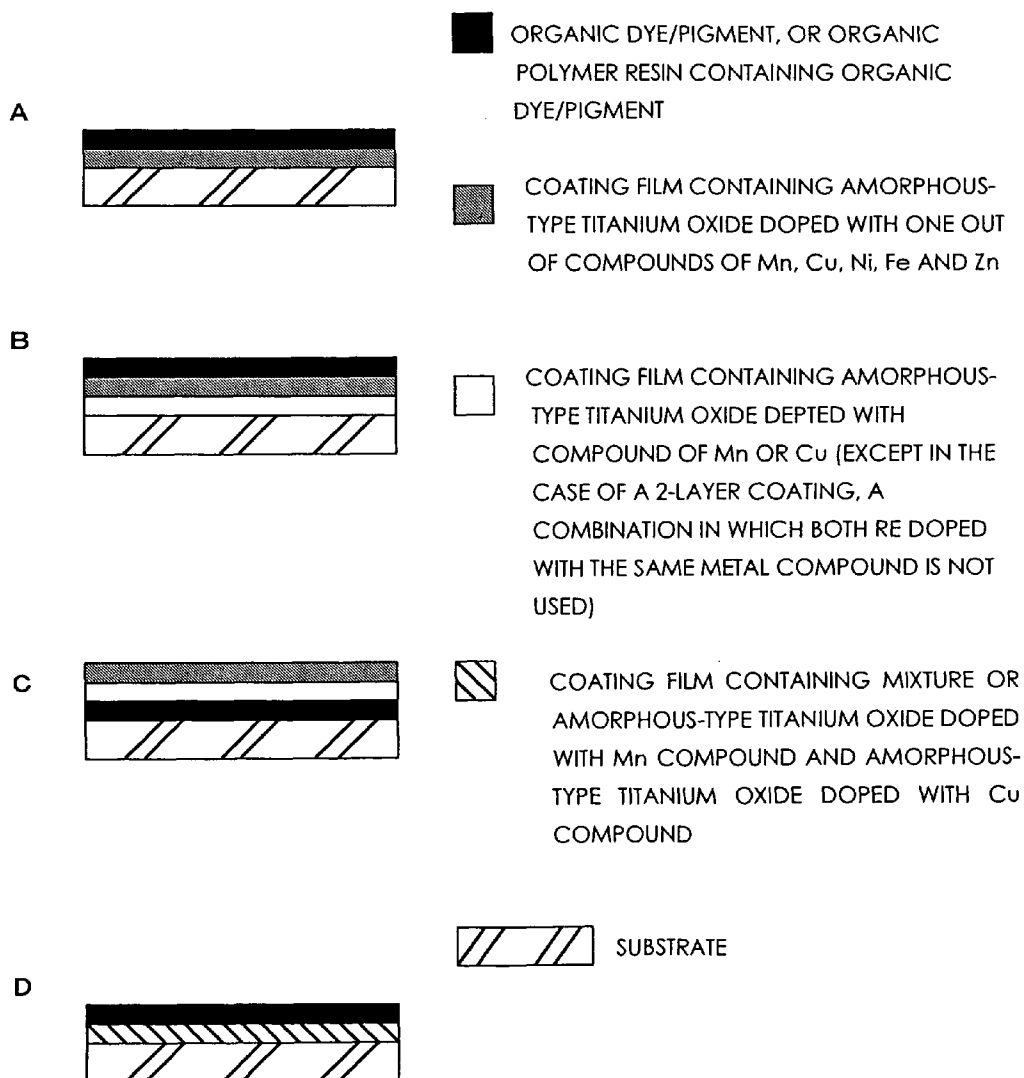 ORGANIC DYE/PIGMENT, OR ORGANIC
POLYMER RESIN CONTAINING ORGANIC
DYE/PIGMENT
A
COATING FILM CONTAINING AMORPHOUS-
TYPE TITANIUM OXIDE DOPED WITH ONE OUT
OF COMPOUNDS OF Mn, Cu, Ni, Fe AND Zn
B
COATING FILM CONTAINING AMORPHOUS-
TYPE TITANIUM OXIDE DEPTED WITH
COMPOUND OF Mn OR Cu (EXCEPT IN THE
CASE OF A 2-LAYER COATING, A
COMBINATION IN WHICH BOTH RE DOPED
WITH THE SAME METAL COMPOUND IS NOT
USED)
C
COATING FILM CONTAINING MIXTURE OR
AMORPHOUS-TYPE TITANIUM OXIDE DOPED
WITH Mn COMPOUND AND AMORPHOUS-
TYPE TITANIUM OXIDE DOPED WITH Cu
COMPOUND
SUBSTRATE
D